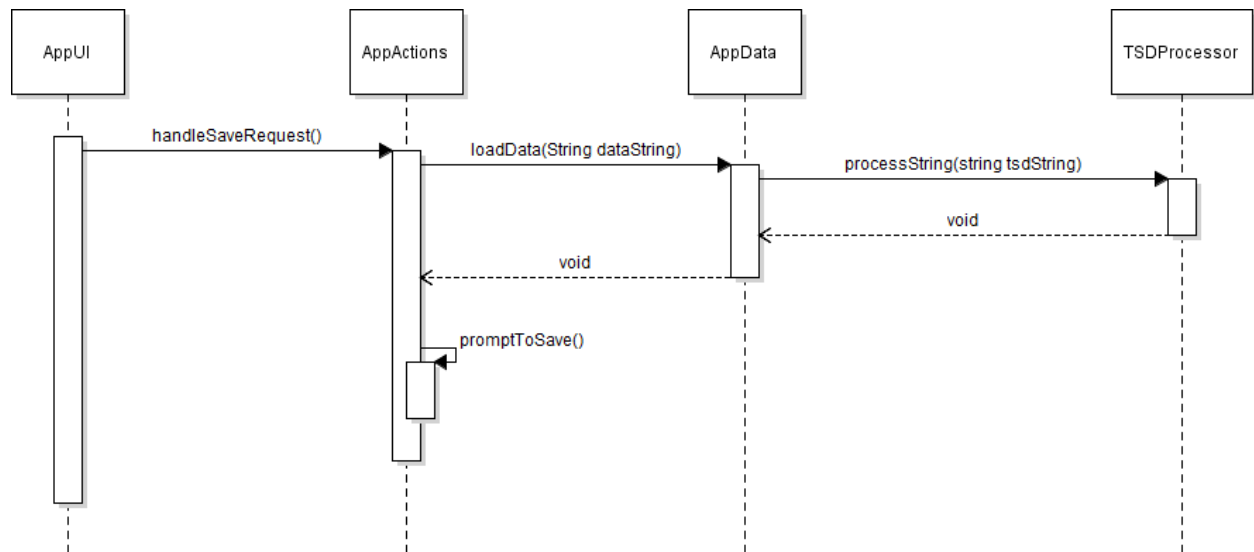 AppUI
AppActions
AppData
TSDProcessor
handleSaveRequest()
loadData(String dataString)
processString(string tsdString)
void
void
promptToSave()